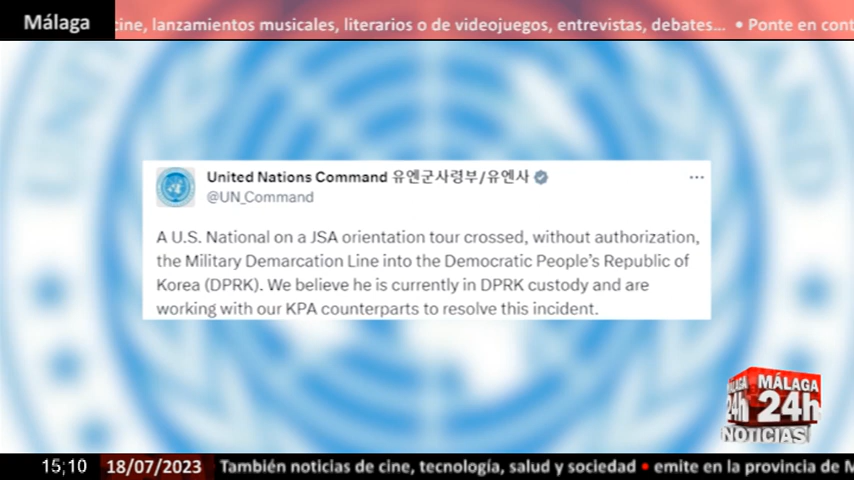 Málaga
cine, lanzamientos musicales, literarios o de videojuegos, entrevistas, debates... • Ponte en cont
United Nations Command 유엔군사령부/유엔사
@UN_Command
A U.S. National on a JSA orientation tour crossed, without authorization,
the Military Demarcation Line into the Democratic People's Republic of
Korea (DPRK). We believe he is currently in DPRK custody and are
working with our KPA counterparts to resolve this incident.
MÁLAGA
24h
NOTICIAS
MÁLAGA
24h
15:10
18/07/2023
También noticias de cine, tecnología, salud y sociedad • emite en la provincia de M